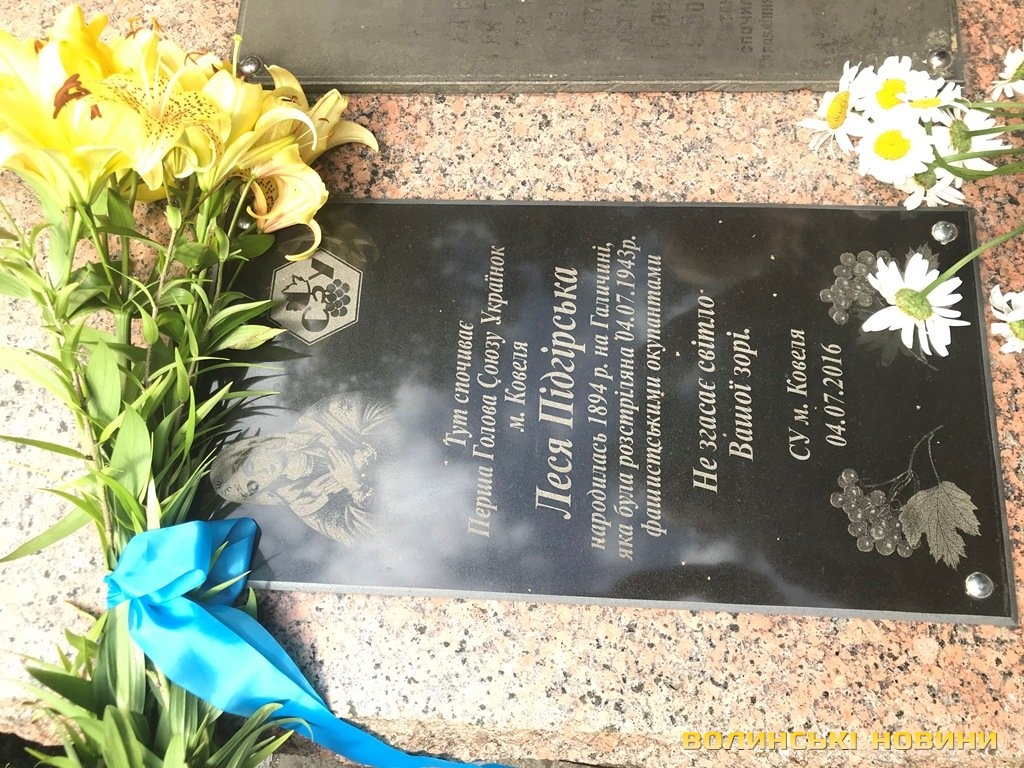 Тут спочиває
Перша Голова Союзу Українок
м. Ковеля
Леся Підгірська
народилась 1894 р. на Галичині,
яка була розстріляна 04.07.1943р.
фашистськими окупантами
Не згасає світло
Вашої зорі.
СУ м. Ковеля
04.07.2016
ВОЛИНСЬКІ НОВИНИ